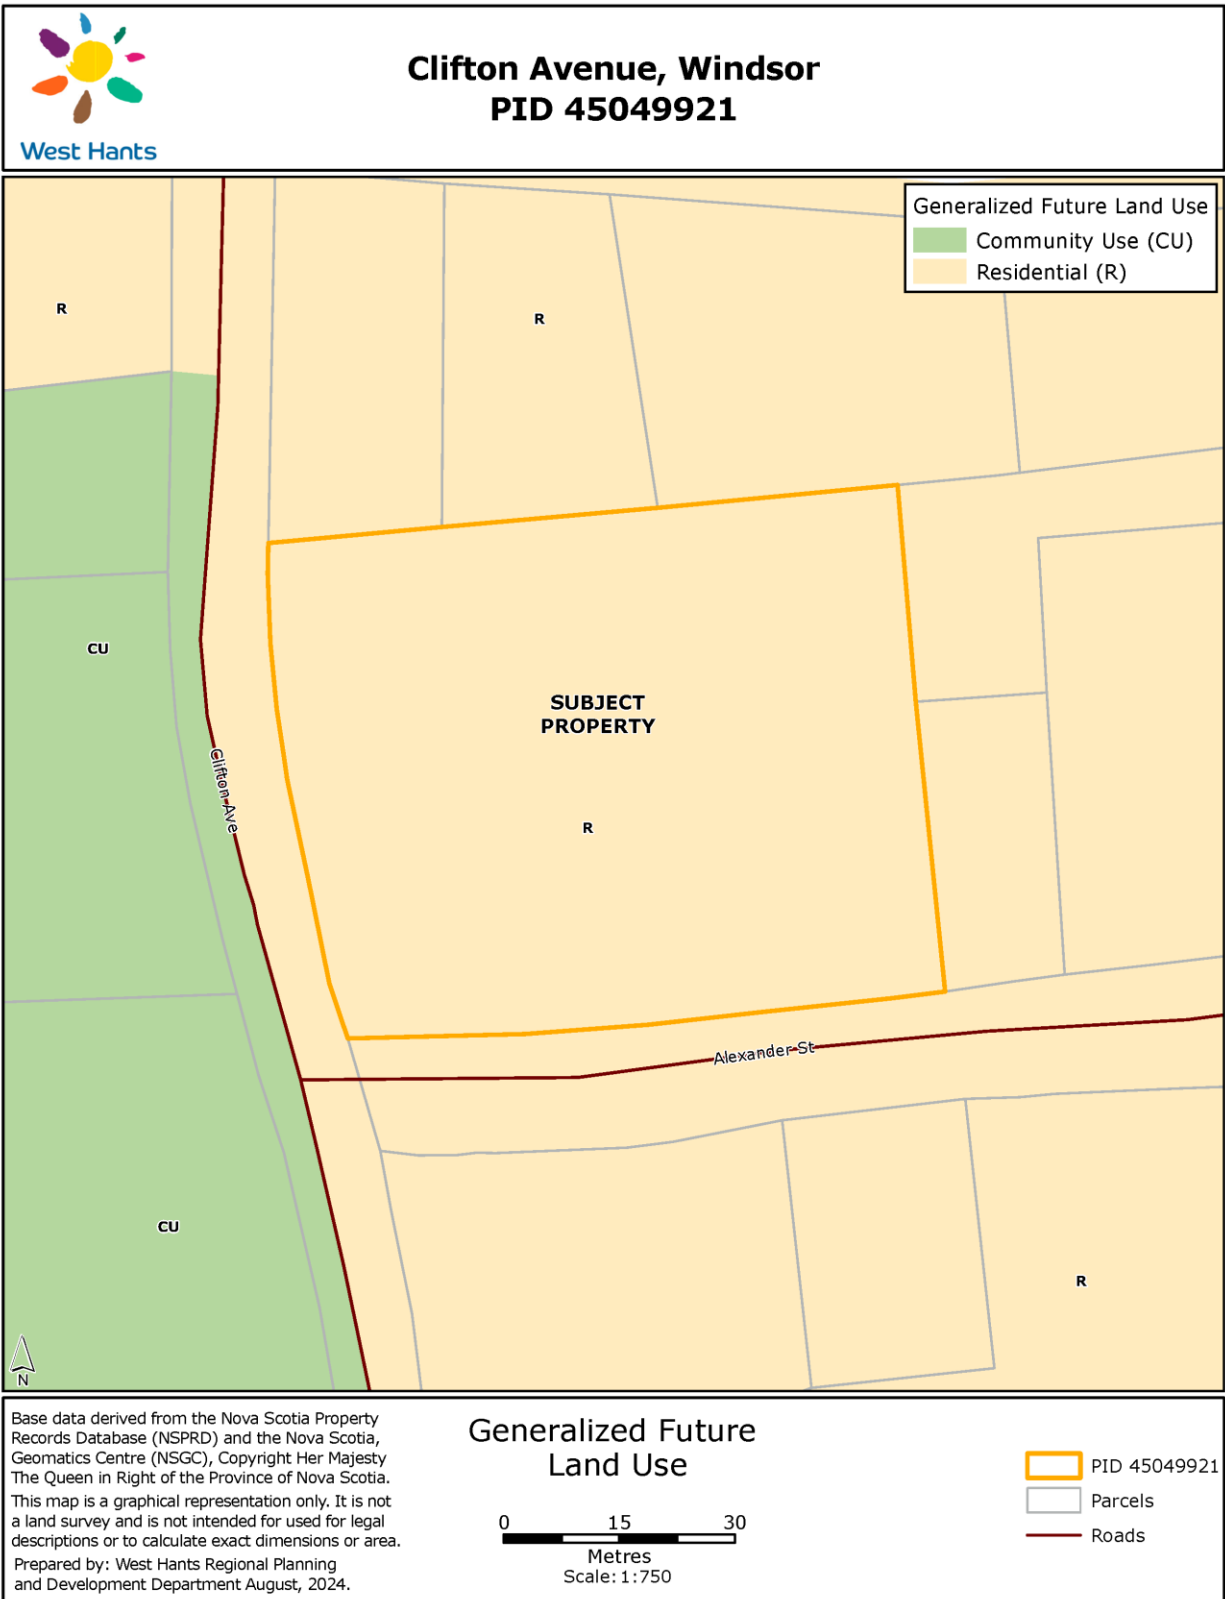 Clifton Avenue, Windsor
PID 45049921
West Hants
Generalized Future Land Use
Community Use (CU)
Residential (R)
R
R
CU
SUBJECT
PROPERTY
Clifton Ave
R
Alexander St
CU
R
N
Base data derived from the Nova Scotia Property
Records Database (NSPRD) and the Nova Scotia,
Geomatics Centre (NSGC), Copyright Her Majesty
The Queen in Right of the Province of Nova Scotia.
This map is a graphical representation only. It is not
a land survey and is not intended for used for legal
descriptions or to calculate exact dimensions or area.
Prepared by: West Hants Regional Planning
and Development Department August, 2024.
Generalized Future
Land Use
0 15 30
Metres
Scale: 1:750
PID 45049921
Parcels
Roads